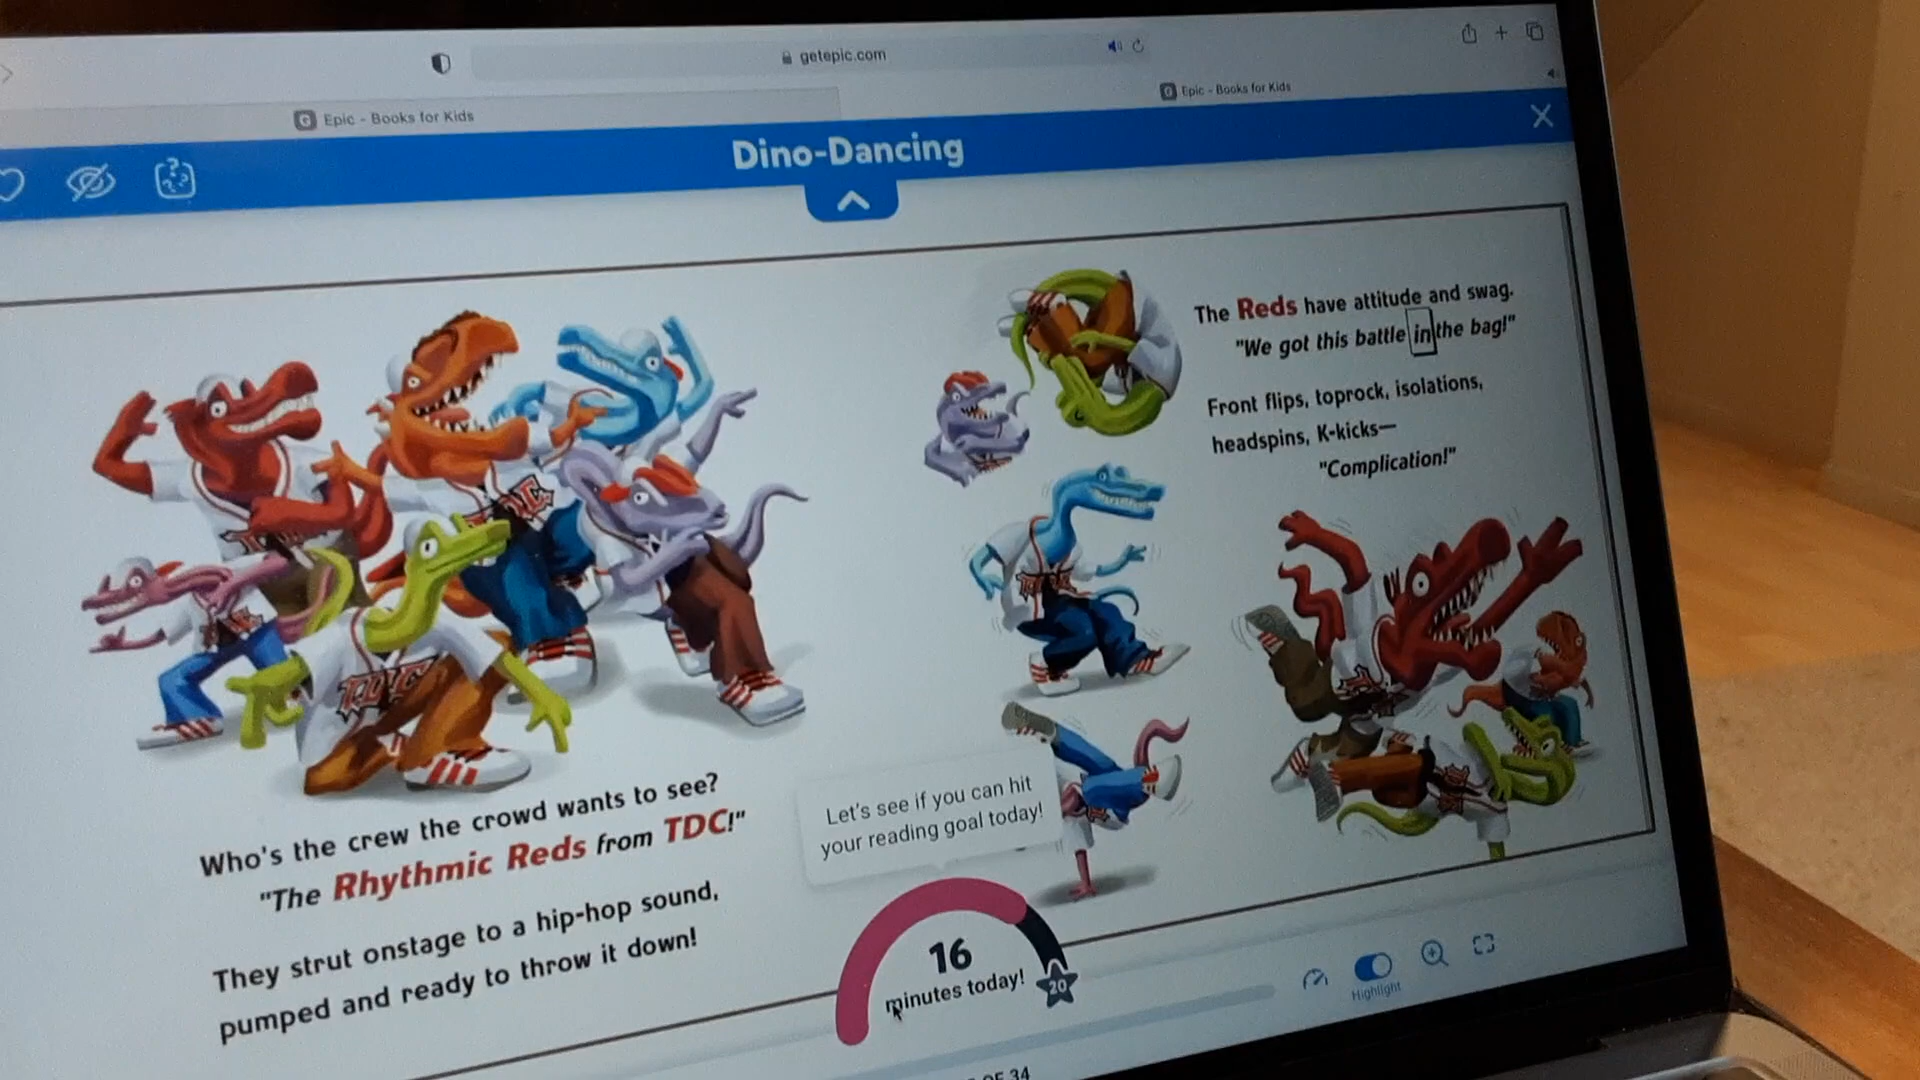 getepic.com
Epic - Books for Kids
Epic - Books for Kids
Dino-Dancing
Who's the crew the crowd wants to see?
"The Rhythmic Reds from TDC!"
They strut onstage to a hip-hop sound,
pumped and ready to throw it down!
The Reds have attitude and swag.
"We got this battle in the bag!"
Front flips, toprock, isolations,
headspins, K-kicks—
"Complication!"
TDC
Let's see if you can hit
your reading goal today!
16
minutes today!
20
Highlight
OF 34